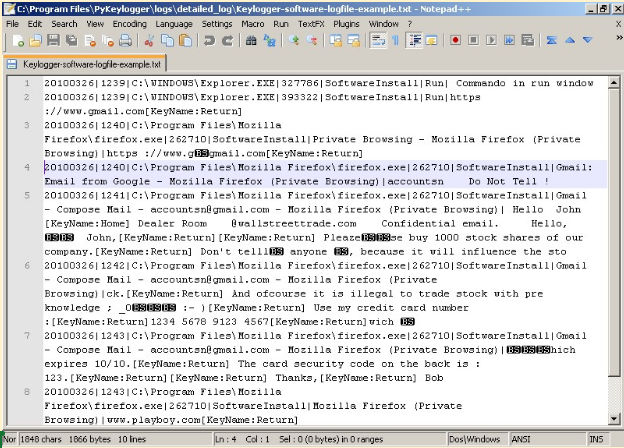 C:\Program Files\PyKeylogger\logs\detailed_log\Keylogger-software-logfile-example.txt - Notepad++
File Edit Search View Encoding Language Settings Macro Run TextFX Plugins Window ?
X
Keylogger-software-logfile-example.txt
1 20100326|1239|C:\WINDOWS\Explorer.EXE|327786|SoftwareInstall|Run| Commando in run window
2 20100326|1239|C:\WINDOWS\Explorer.EXE|393322|SoftwareInstall|Run|https
://www.gmail.com[KeyName:Return]
3 20100326|1240|C:\Program Files\Mozilla
Firefox\firefox.exe|262710|SoftwareInstall|Private Browsing - Mozilla Firefox (Private
Browsing)|https ://www.gBSgmail.com[KeyName:Return]
4 20100326|1240|C:\Program Files\Mozilla Firefox\firefox.exe|262710|SoftwareInstall|Gmail:
Email from Google - Mozilla Firefox (Private Browsing)|accountsn Do Not Tell !
5 20100326|1241|C:\Program Files\Mozilla Firefox\firefox.exe|262710|SoftwareInstall|Gmail
- Compose Mail - accountsn@gmail.com - Mozilla Firefox (Private Browsing)| Hello John
[KeyName:Home] Dealer Room @wallstreettrade.com Confidential email. Hello,
BSBS John,[KeyName:Return][KeyName:Return] PleazeBSBSse buy 1000 stock shares of our
company.[KeyName:Return] Don't telllBS anyone BS, because it will influence the sto
6 20100326|1242|C:\Program Files\Mozilla Firefox\firefox.exe|262710|SoftwareInstall|Gmail
- Compose Mail - accountsn@gmail.com - Mozilla Firefox (Private
Browsing)|ck.[KeyName:Return] And ofcourse it is illegal to trade stock with pre
knowledge ; _OBSBSBSBS :- )[KeyName:Return] Use my credit card number
:[KeyName:Return]1234 5678 9123 4567[KeyName:Return]wich BS
7 20100326|1243|C:\Program Files\Mozilla Firefox\firefox.exe|262710|SoftwareInstall|Gmail
- Compose Mail - accountsn@gmail.com - Mozilla Firefox (Private Browsing)|BSBSBShich
expires 10/10.[KeyName:Return] The card security code on the back is :
123.[KeyName:Return][KeyName:Return] Thanks,[KeyName:Return] Bob
8 20100326|1243|C:\Program Files\Mozilla
Firefox\firefox.exe|262710|SoftwareInstall|Mozilla Firefox (Private
Browsing)|www.playboy.com[KeyName:Return]
Nor 1848 chars 1866 bytes 10 lines Ln : 4 Col : 1 Sel : 0 (0 bytes) in 0 ranges Dos\Windows ANSI INS